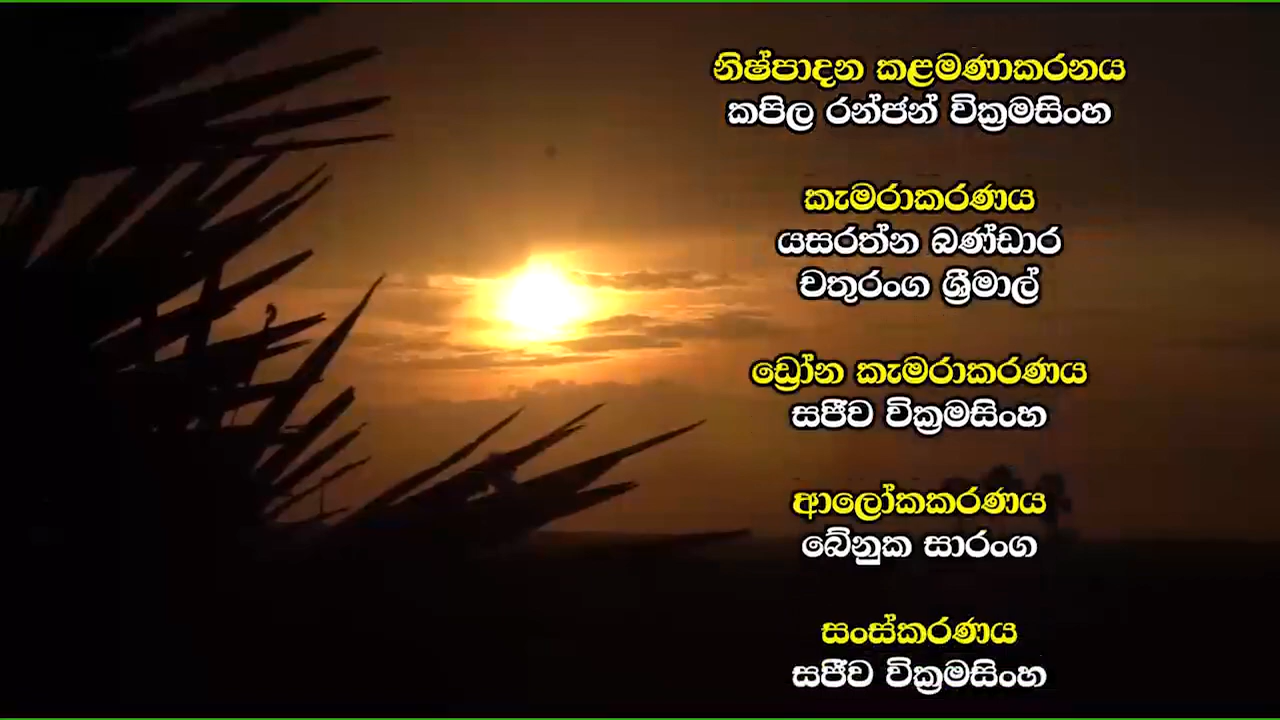 නිෂ්පාදන කළමණාකරනය
කපිල රන්ජන් වික්‍රමසිංහ
කැමරාකරණය
යසරත්න බණ්ඩාර
චතුරංග ශ්‍රීමාල්
ඩ්‍රෝන කැමරාකරණය
සජීව වික්‍රමසිංහ
ආලෝකකරණය
බේනුක සාරංග
සංස්කරණය
සජීව වික්‍රමසිංහ